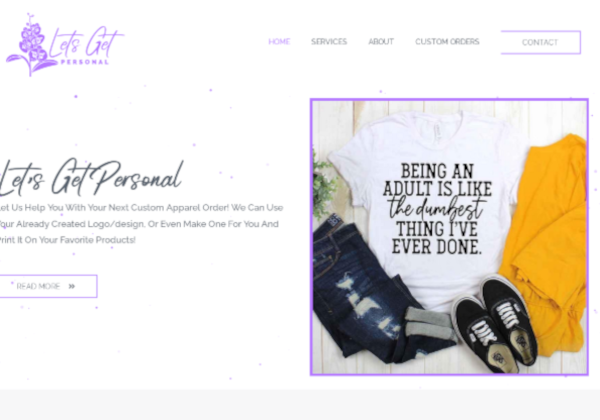 Let's Get
PERSONAL
HOME
SERVICES
ABOUT
CUSTOM ORDERS
CONTACT
Let's Get Personal
Let Us Help You With Your Next Custom Apparel Order! We Can Use
Your Already Created Logo/design, Or Even Make One For You And
Print It On Your Favorite Products!
READ MORE »
BEING AN
ADULT IS LIKE
the dumbest
THING I'VE
EVER DONE.